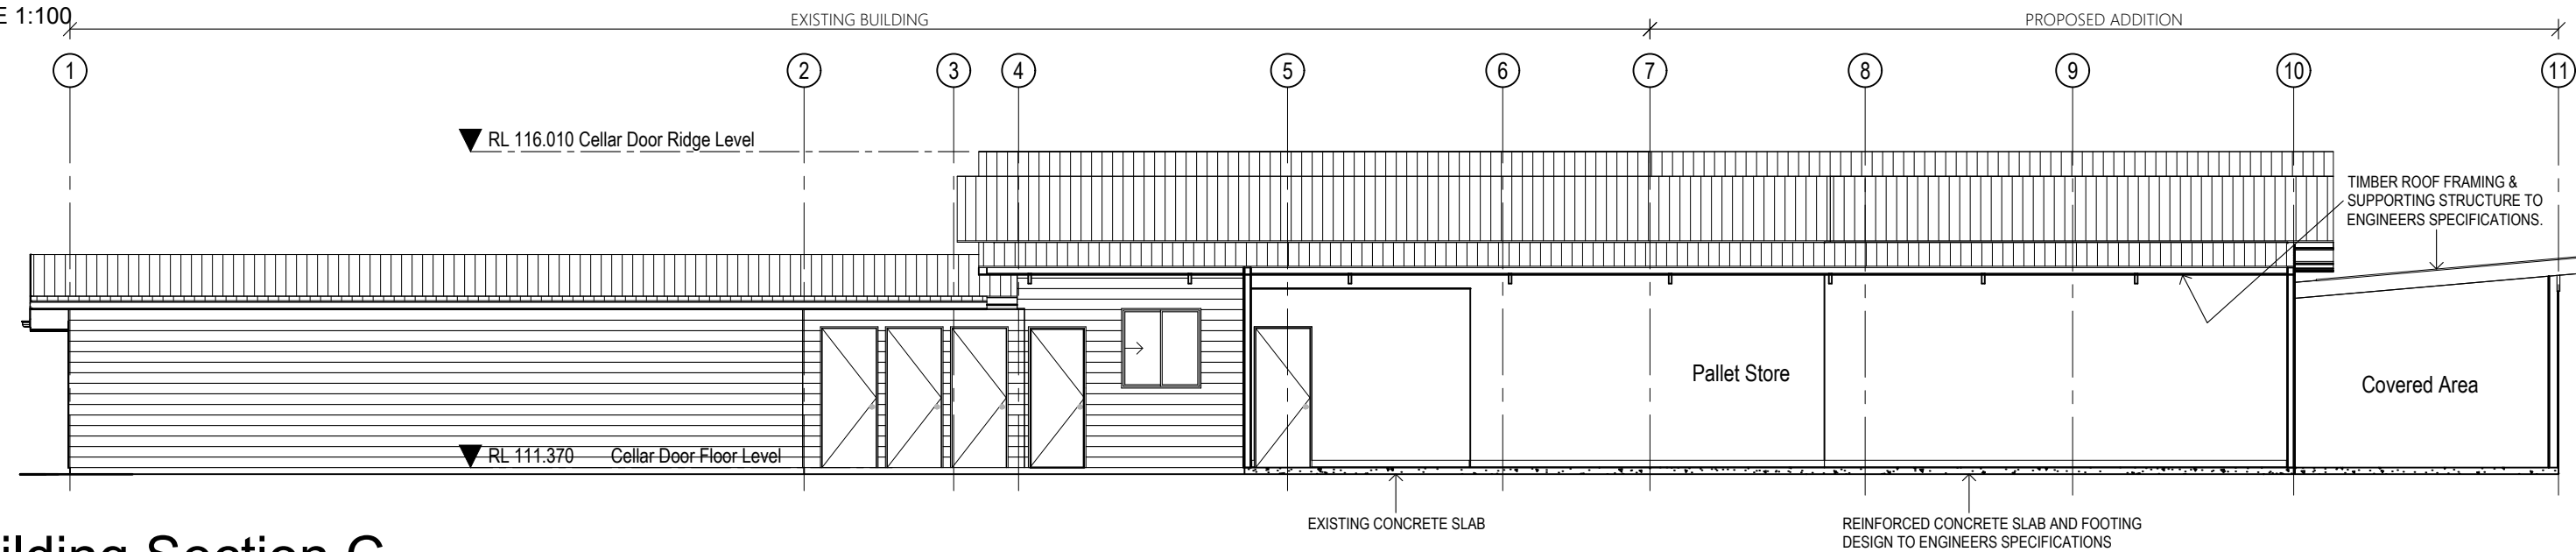 1:100
EXISTING BUILDING
PROPOSED ADDITION
1 2 3 4 5 6 7 8 9 10 11
RL 116.010 Cellar Door Ridge Level
TIMBER ROOF FRAMING &
SUPPORTING STRUCTURE TO
ENGINEERS SPECIFICATIONS.
Pallet Store
Covered Area
RL 111.370 Cellar Door Floor Level
EXISTING CONCRETE SLAB
REINFORCED CONCRETE SLAB AND FOOTING
DESIGN TO ENGINEERS SPECIFICATIONS
Section C